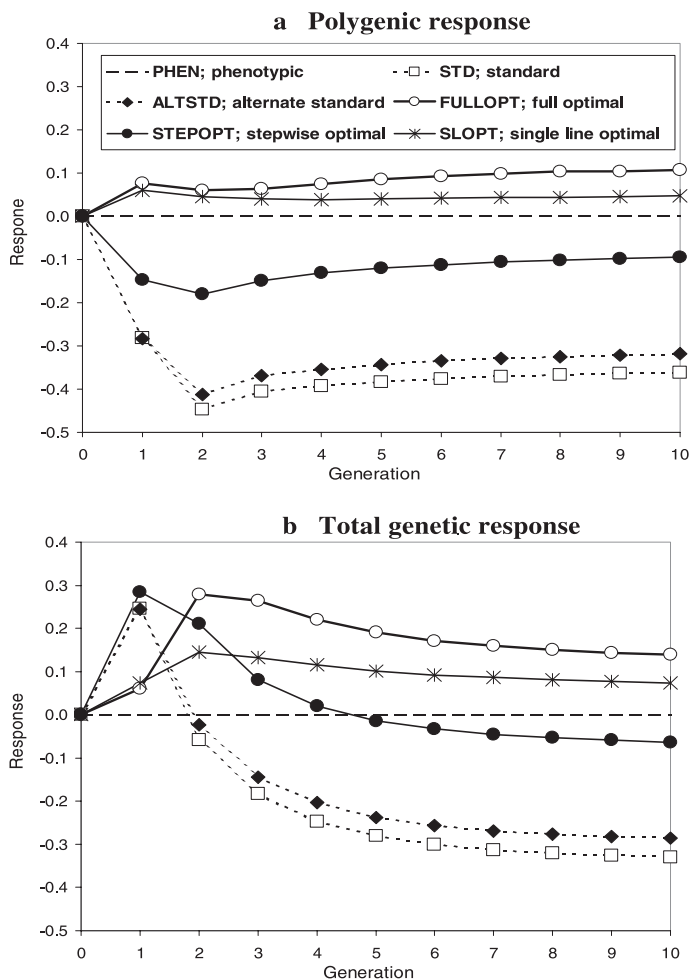 a Polygenic response
0.4
PHEN; phenotypic STD; standard
0.3
ALTSTD; alternate standard FULLOPT; full optimal
0.2
STEPOPT; stepwise optimal SLOPT; single line optimal
0.1
0.0
-0.1
-0.2
-0.3
-0.4
-0.5
Respone
0 1 2 3 4 5 6 7 8 9 10
Generation
b Total genetic response
0.4
0.3
0.2
0.1
0.0
-0.1
-0.2
-0.3
-0.4
-0.5
Response
0 1 2 3 4 5 6 7 8 9 10
Generation